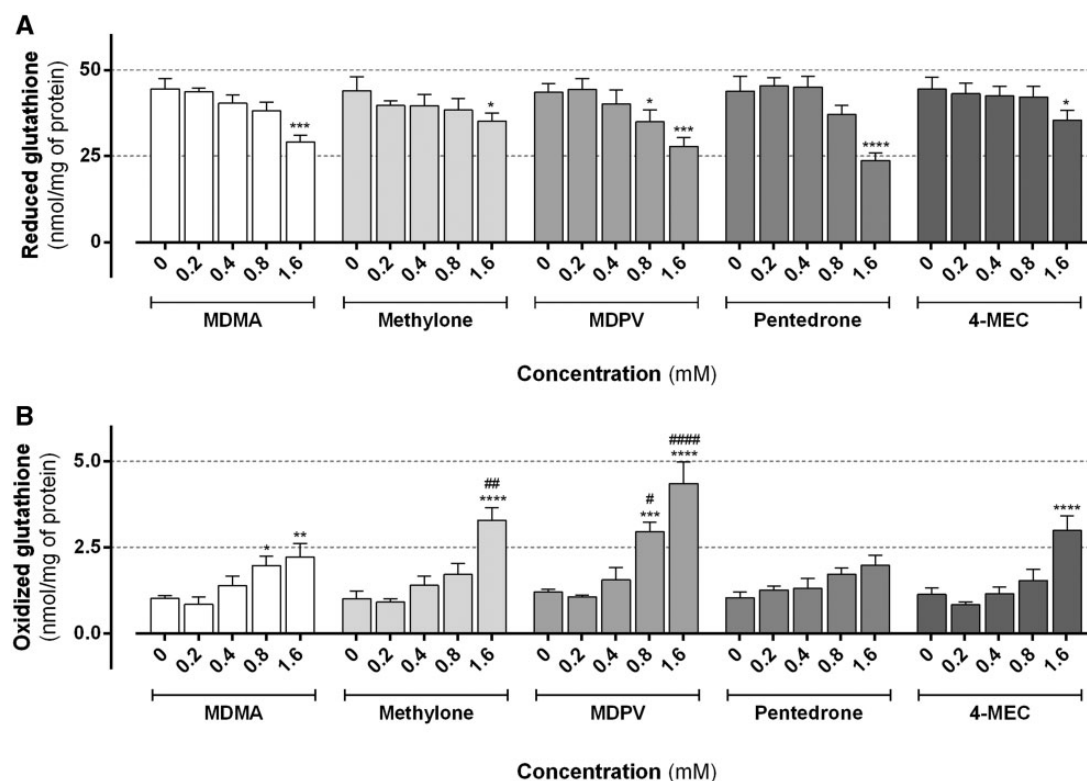 A
Reduced glutathione
(nmol/mg of protein)
50
25
0
***
*
*
***
****
*
0 0.2 0.4 0.8 1.6 0 0.2 0.4 0.8 1.6 0 0.2 0.4 0.8 1.6 0 0.2 0.4 0.8 1.6 0 0.2 0.4 0.8 1.6
MDMA Methylone MDPV Pentedrone 4-MEC
Concentration (mM)
B
Oxidized glutathione
(nmol/mg of protein)
5.0
2.5
0.0
*
**
##
****
#
***
####
****
****
0 0.2 0.4 0.8 1.6 0 0.2 0.4 0.8 1.6 0 0.2 0.4 0.8 1.6 0 0.2 0.4 0.8 1.6 0 0.2 0.4 0.8 1.6
MDMA Methylone MDPV Pentedrone 4-MEC
Concentration (mM)